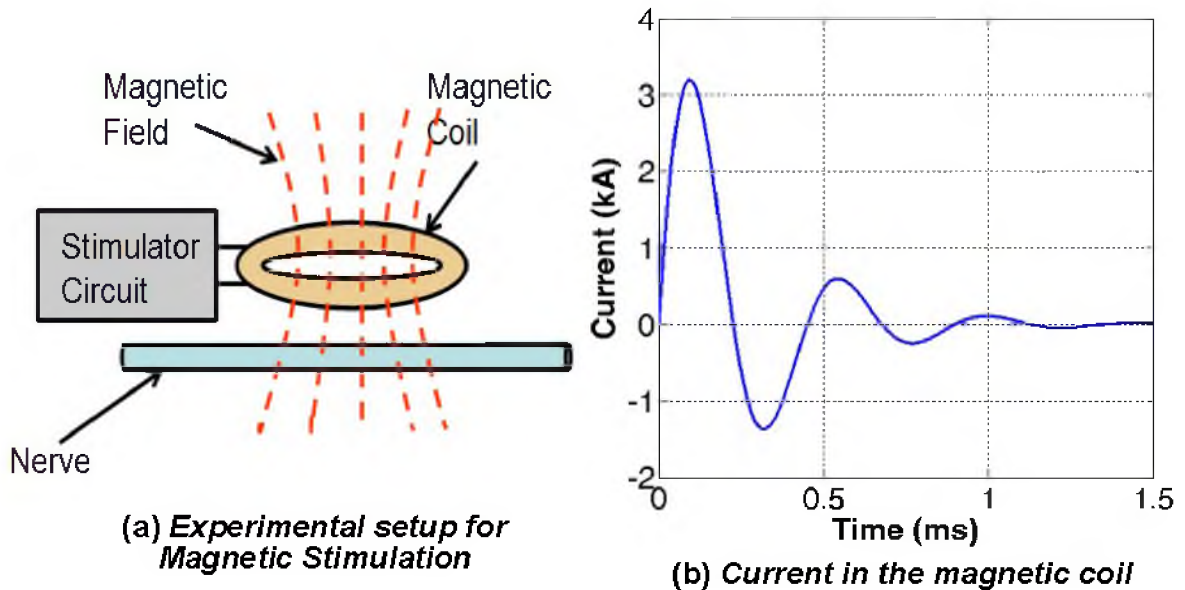 Magnetic
Field
Magnetic
Coil
Stimulator
Circuit
Nerve
(a) Experimental setup for
Magnetic Stimulation
4
3
2
1
0
-1
-2
Current (kA)
0
0.5
1
1.5
Time (ms)
(b) Current in the magnetic coil